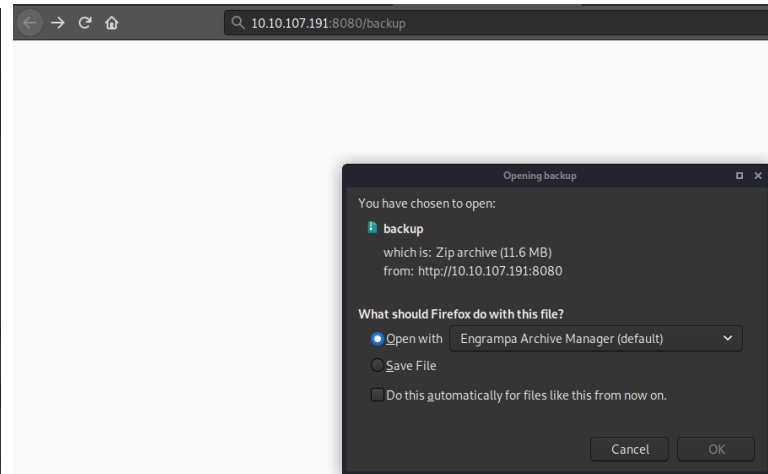 10.10.107.191:8080/backup
Opening backup
You have chosen to open:
backup
which is: Zip archive (11.6 MB)
from: http://10.10.107.191:8080
What should Firefox do with this file?
Open with Engrampa Archive Manager (default)
Save File
Do this automatically for files like this from now on.
Cancel OK